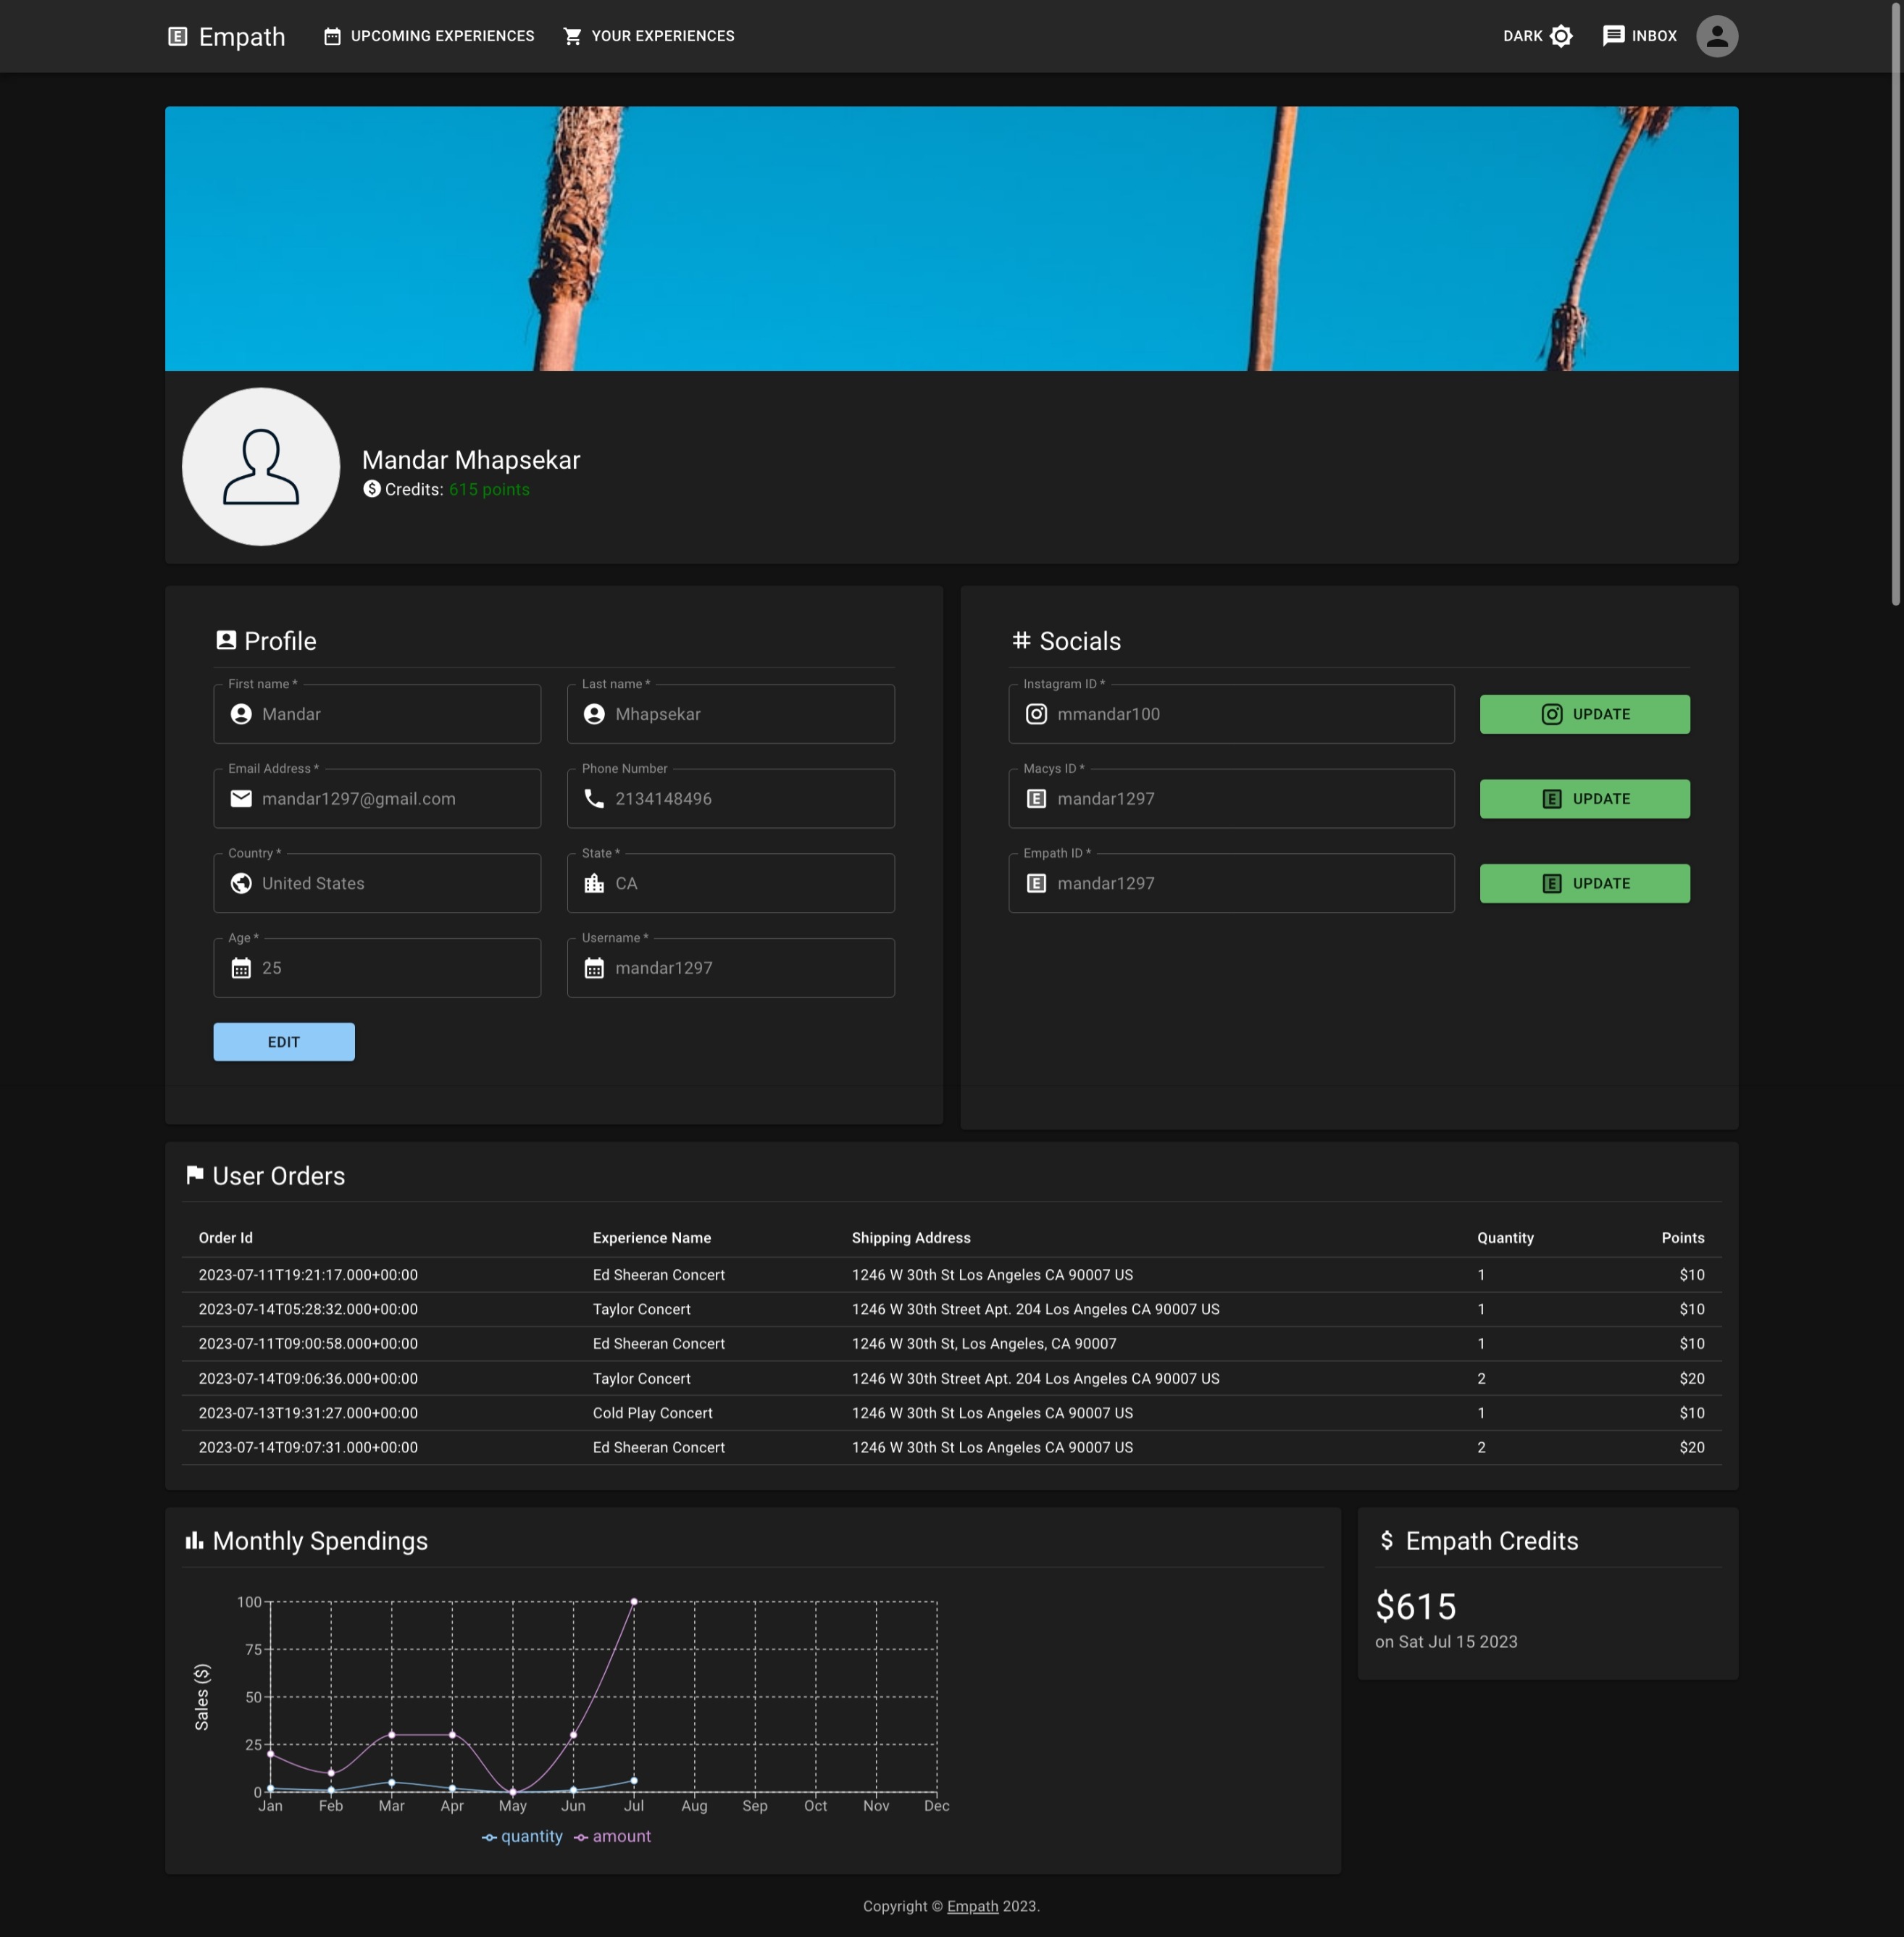 E Empath UPCOMING EXPERIENCES YOUR EXPERIENCES DARK INBOX
Mandar Mhapsekar
$ Credits: 615 points
Profile
First name * Last name *
Mandar Mhapsekar
Email Address * Phone Number
mandar1297@gmail.com 2134148496
Country * State *
United States CA
Age * Username *
25 mandar1297
EDIT
# Socials
Instagram ID *
mmandar100 UPDATE
Macys ID *
E mandar1297 E UPDATE
Empath ID *
E mandar1297 E UPDATE
User Orders
Order Id Experience Name Shipping Address Quantity Points
2023-07-11T19:21:17.000+00:00 Ed Sheeran Concert 1246 W 30th St Los Angeles CA 90007 US 1 $10
2023-07-14T05:28:32.000+00:00 Taylor Concert 1246 W 30th Street Apt. 204 Los Angeles CA 90007 US 1 $10
2023-07-11T09:00:58.000+00:00 Ed Sheeran Concert 1246 W 30th St, Los Angeles, CA 90007 1 $10
2023-07-14T09:06:36.000+00:00 Taylor Concert 1246 W 30th Street Apt. 204 Los Angeles CA 90007 US 2 $20
2023-07-13T19:31:27.000+00:00 Cold Play Concert 1246 W 30th St Los Angeles CA 90007 US 1 $10
2023-07-14T09:07:31.000+00:00 Ed Sheeran Concert 1246 W 30th St Los Angeles CA 90007 US 2 $20
Monthly Spendings
Sales ($)
100
75
50
25
0
Jan Feb Mar Apr May Jun Jul Aug Sep Oct Nov Dec
quantity amount
$ Empath Credits
$615
on Sat Jul 15 2023
Copyright © Empath 2023.